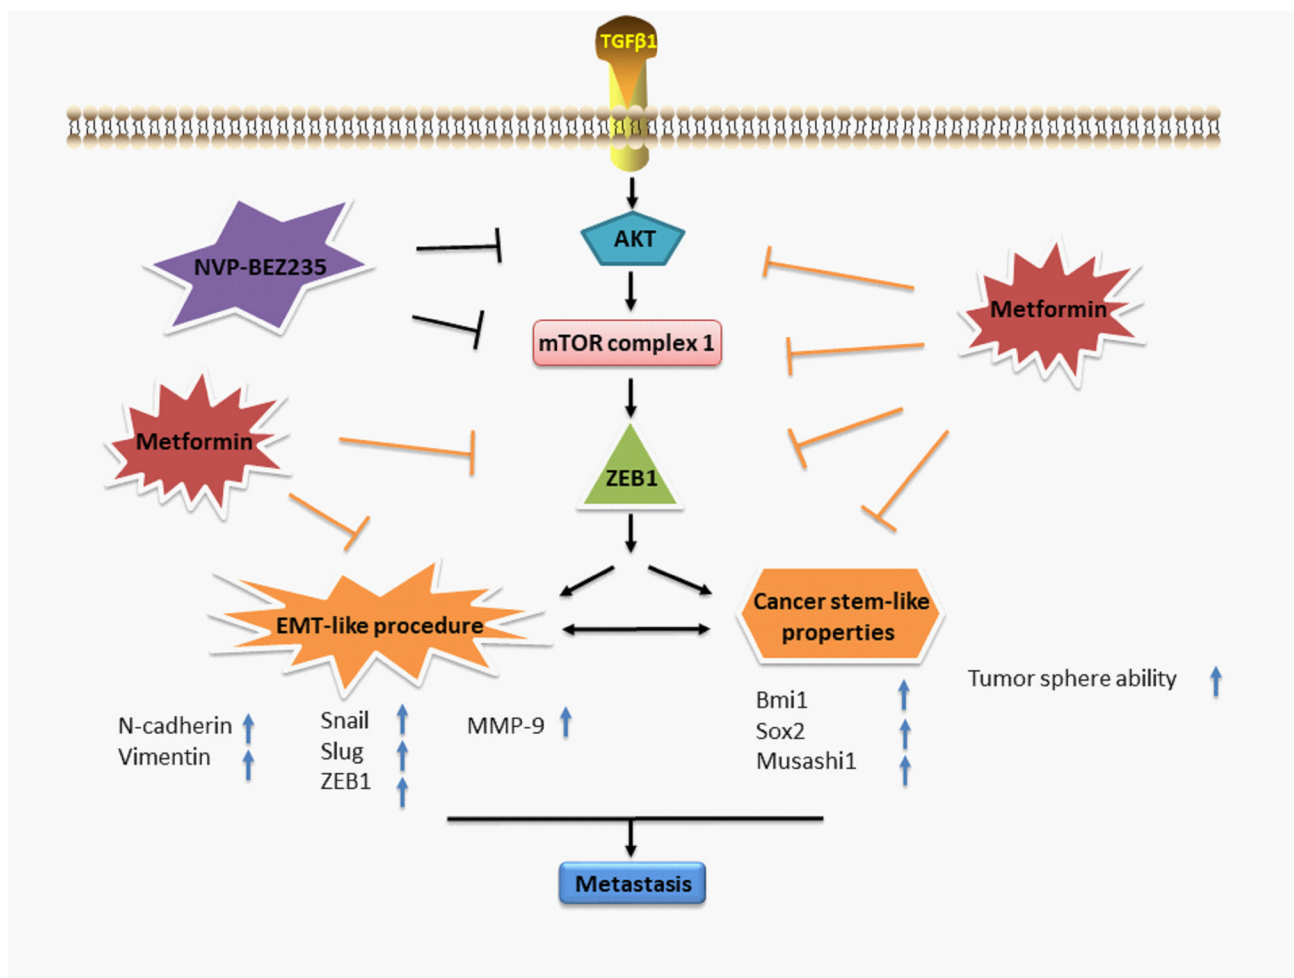 TGFβ1
AKT
NVP-BEZ235
Metformin
mTOR complex 1
Metformin
ZEB1
EMT-like procedure
Cancer stem-like
properties
Tumor sphere ability
N-cadherin
Vimentin
Snail
Slug
ZEB1
MMP-9
Bmi1
Sox2
Musashi1
Metastasis